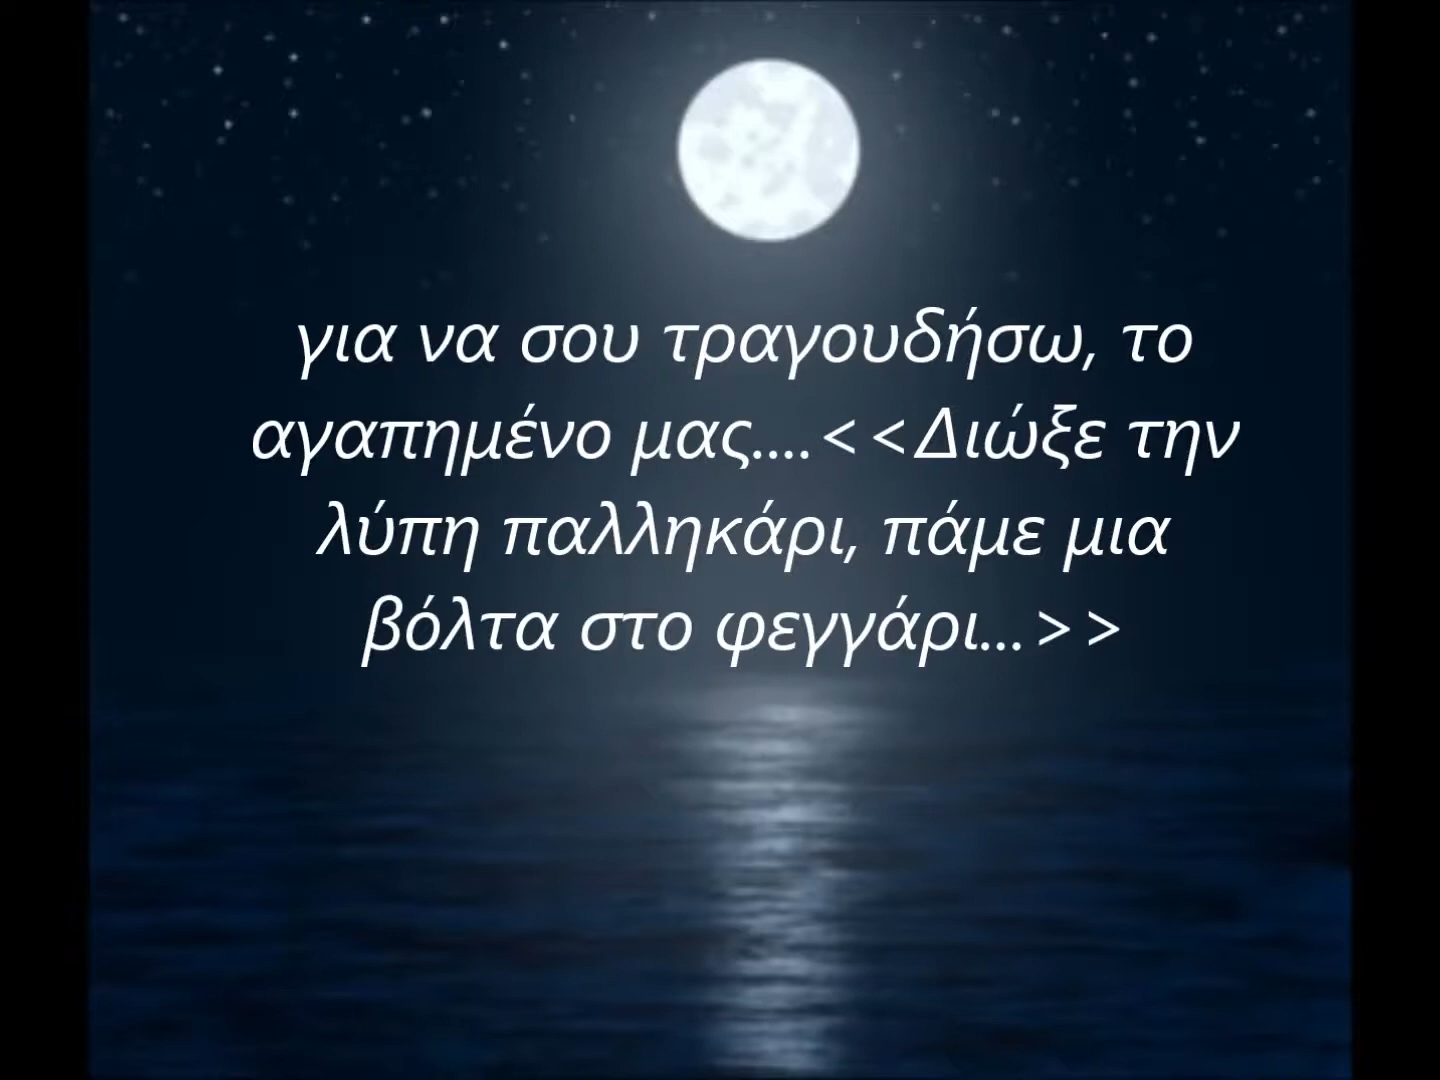 για να σου τραγουδήσω, το
αγαπημένο μας....<<Διώξε την
λύπη παλληκάρι, πάμε μια
βόλτα στο φεγγάρι...>>